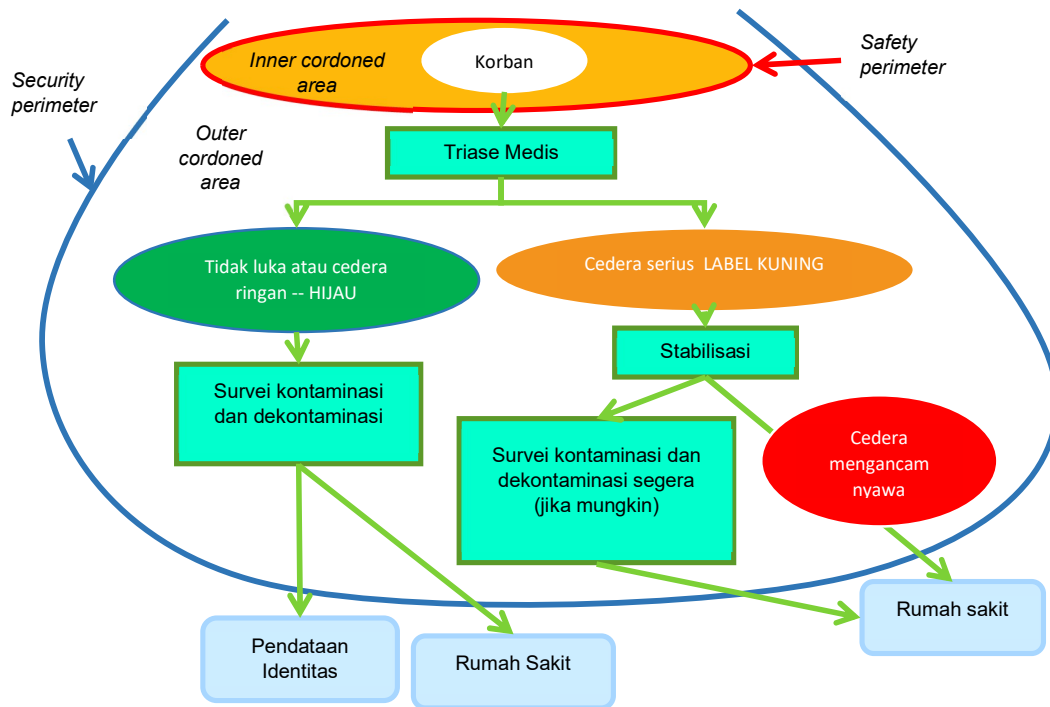 Inner cordoned
area
Korban
Safety
perimeter
Security
perimeter
Outer
cordoned
area
Triase Medis
Tidak luka atau cedera
ringan -- HIJAU
Cedera serius  LABEL KUNING
Stabilisasi
Survei kontaminasi
dan dekontaminasi
Survei kontaminasi dan
dekontaminasi segera
(jika mungkin)
Cedera
mengancam
nyawa
Pendataan
Identitas
Rumah Sakit
Rumah sakit